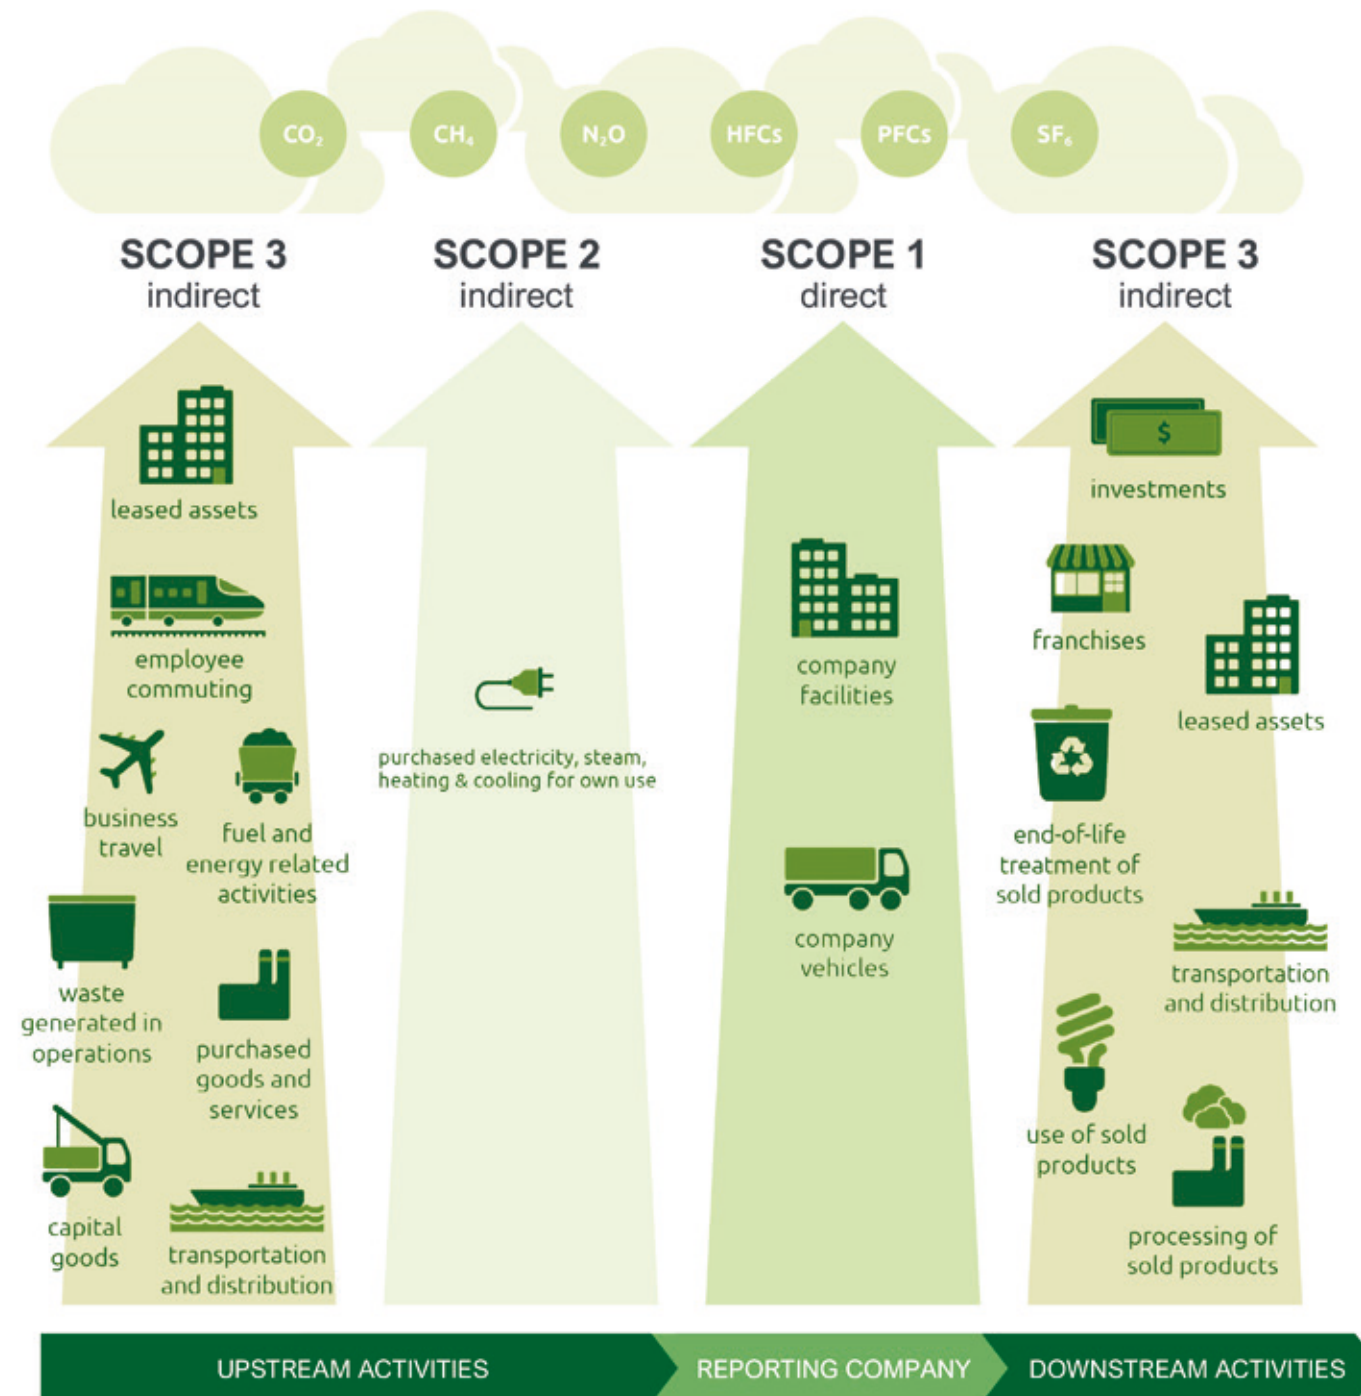 CO₂
CH₄
N₂O
HFCs
PFCs
SF₆
SCOPE 3
indirect
SCOPE 2
indirect
SCOPE 1
direct
SCOPE 3
indirect
leased assets
employee
commuting
business
travel
fuel and
energy related
activities
waste
generated in
operations
purchased
goods and
services
capital
goods
transportation
and distribution
purchased electricity, steam,
heating & cooling for own use
company
facilities
company
vehicles
$
investments
franchises
leased assets
end-of-life
treatment of
sold products
transportation
and distribution
use of sold
products
processing of
sold products
UPSTREAM ACTIVITIES
REPORTING COMPANY
DOWNSTREAM ACTIVITIES